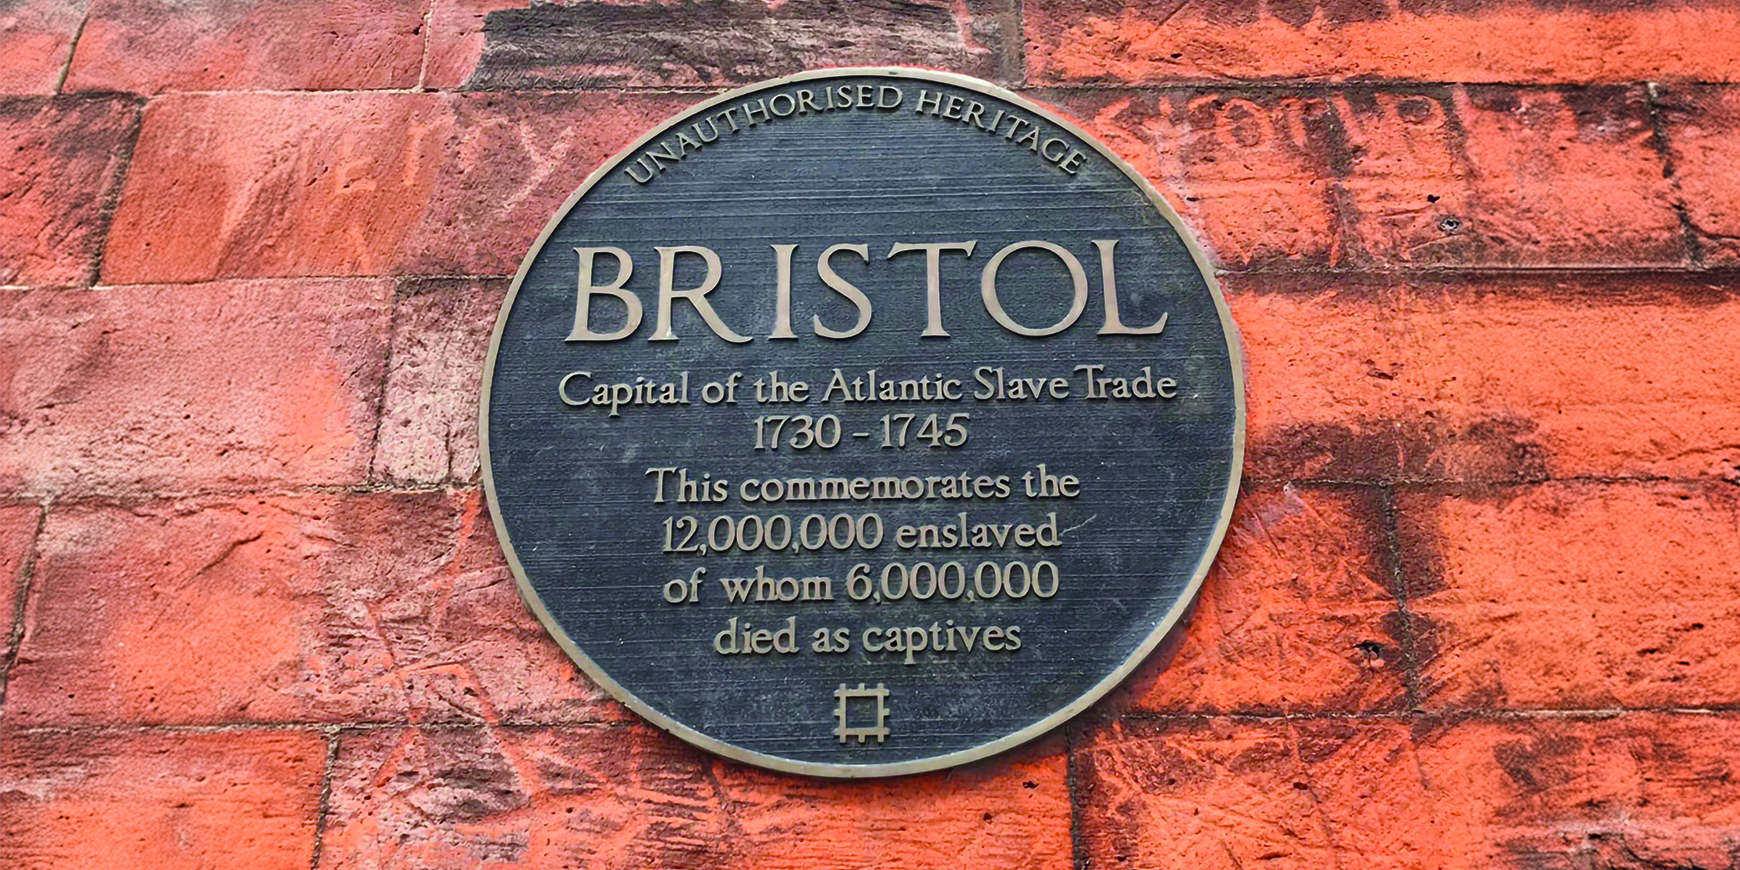 UNAUTHORISED HERITAGE
BRISTOL
Capital of the Atlantic Slave Trade
1730 - 1745
This commemorates the
12,000,000 enslaved
of whom 6,000,000
died as captives